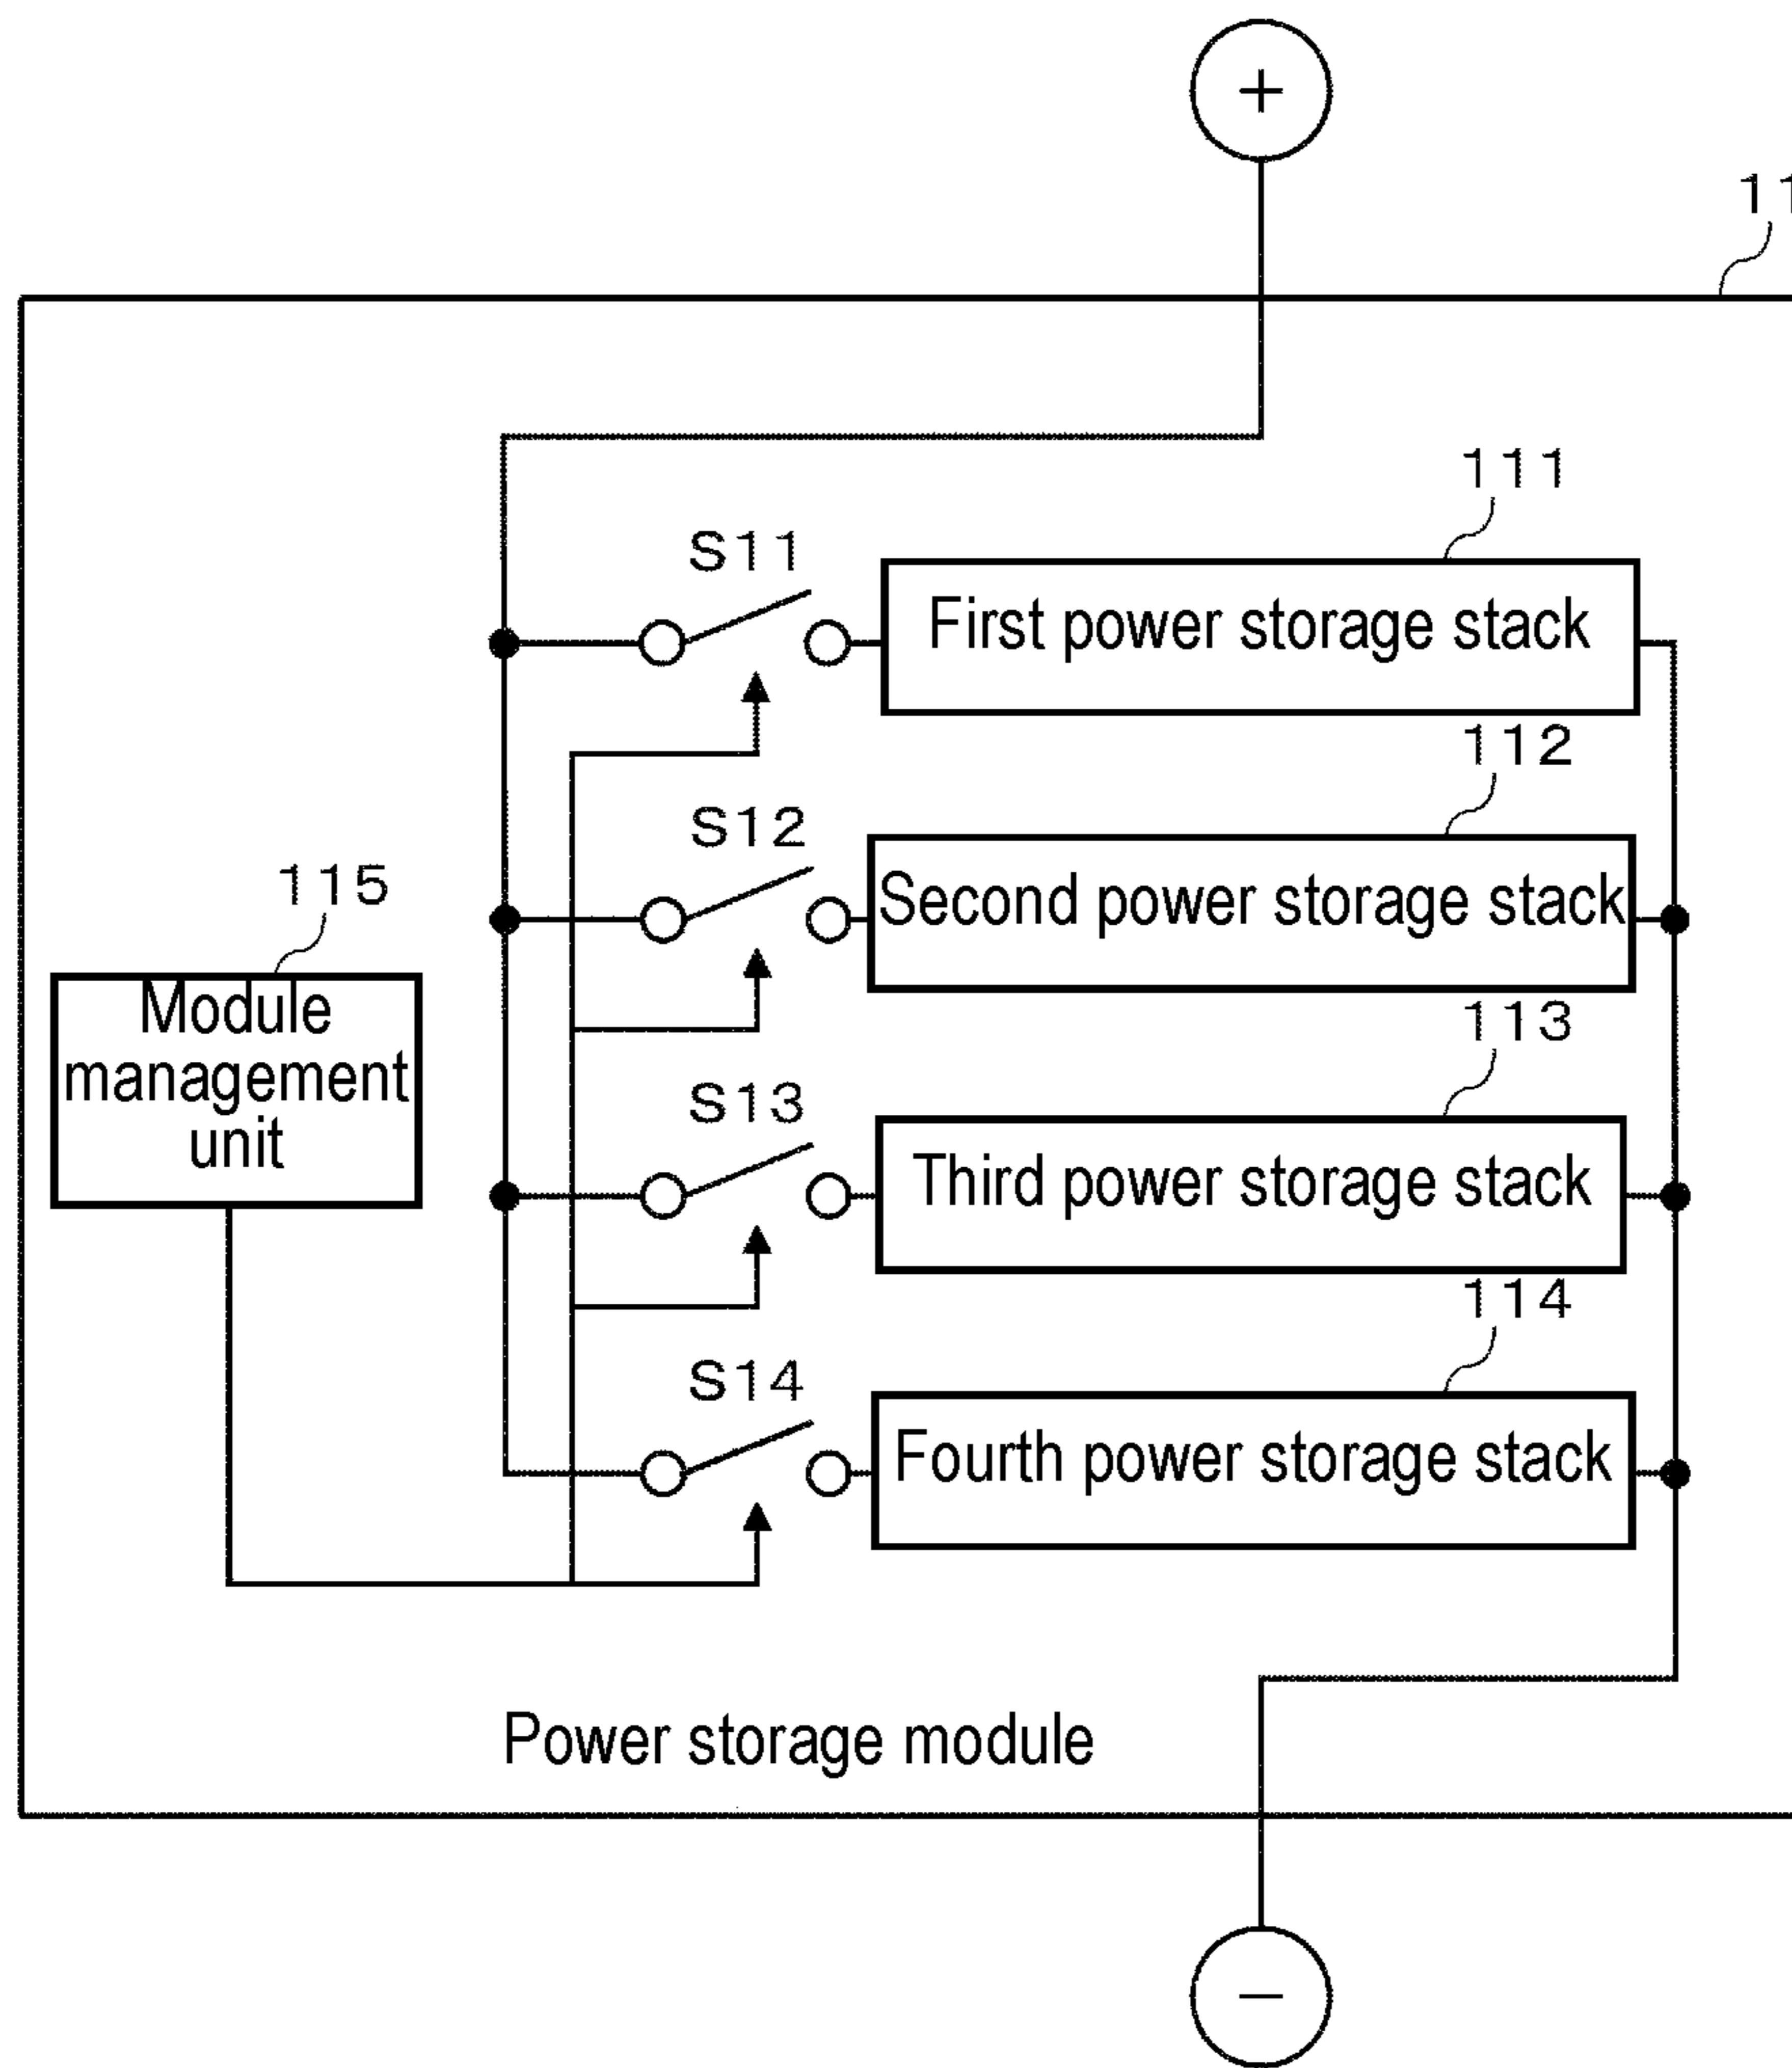 +
11
111
S11
First power storage stack
112
S12
Second power storage stack
115
Module
management
unit
113
S13
Third power storage stack
114
S14
Fourth power storage stack
Power storage module
−